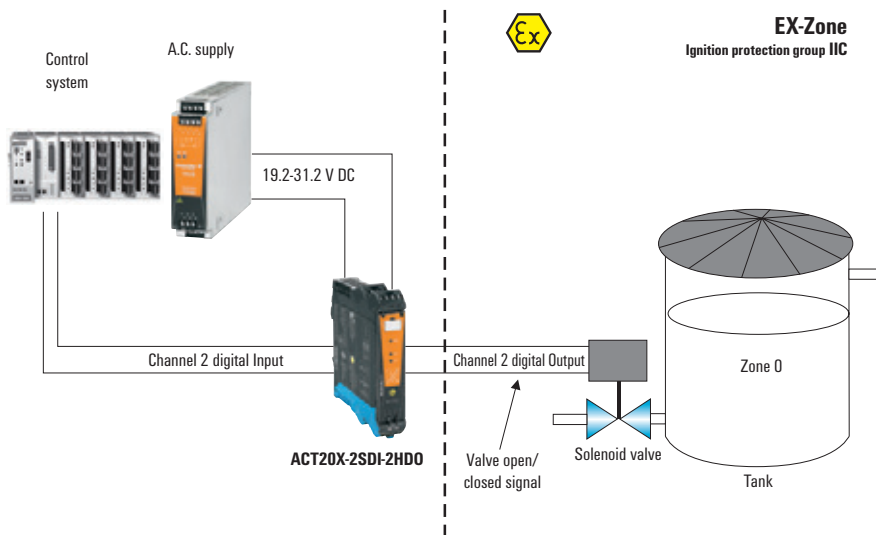 EX-Zone
Ignition protection group IIC
Ex
A.C. supply
Control
system
19.2-31.2 V DC
Channel 2 digital Input
Channel 2 digital Output
Zone 0
ACT20X-2SDI-2HDO
Valve open/
closed signal
Solenoid valve
Tank